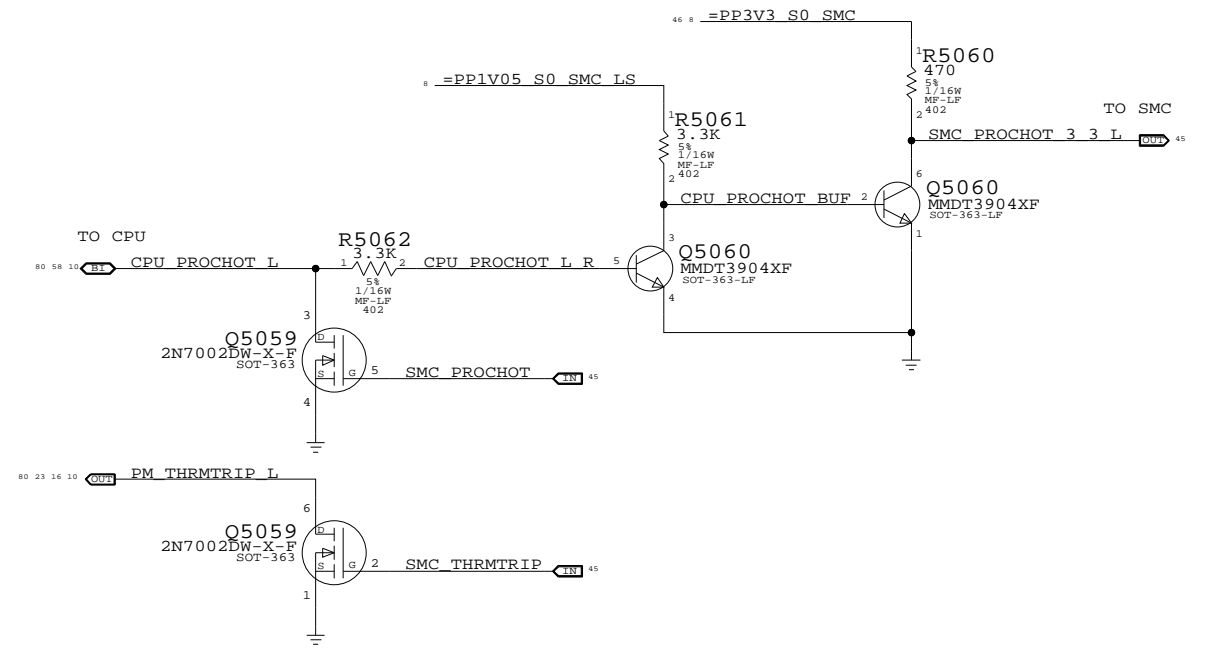 46 8 =PP3V3_S0_SMC
1 R5060
470
5%
1/16W
MF-LF
402
2
8 =PP1V05_S0_SMC_LS
1 R5061
3.3K
5%
1/16W
MF-LF
402
2
TO SMC
SMC_PROCHOT_3_3_L OUT 45
6
CPU_PROCHOT_BUF 2
Q5060
MMDT3904XF
SOT-363-LF
1
TO CPU
80 58 10 BI CPU_PROCHOT_L
R5062
3.3K
1 2
5%
1/16W
MF-LF
402
CPU_PROCHOT_L_R 5
3
Q5060
MMDT3904XF
SOT-363-LF
4
3
Q5059
2N7002DW-X-F
SOT-363
D
S G 5 SMC_PROCHOT IN 45
4
80 23 16 10 OUT PM_THRMTRIP_L
6
Q5059
2N7002DW-X-F
SOT-363
D
S G 2 SMC_THRMTRIP IN 45
1